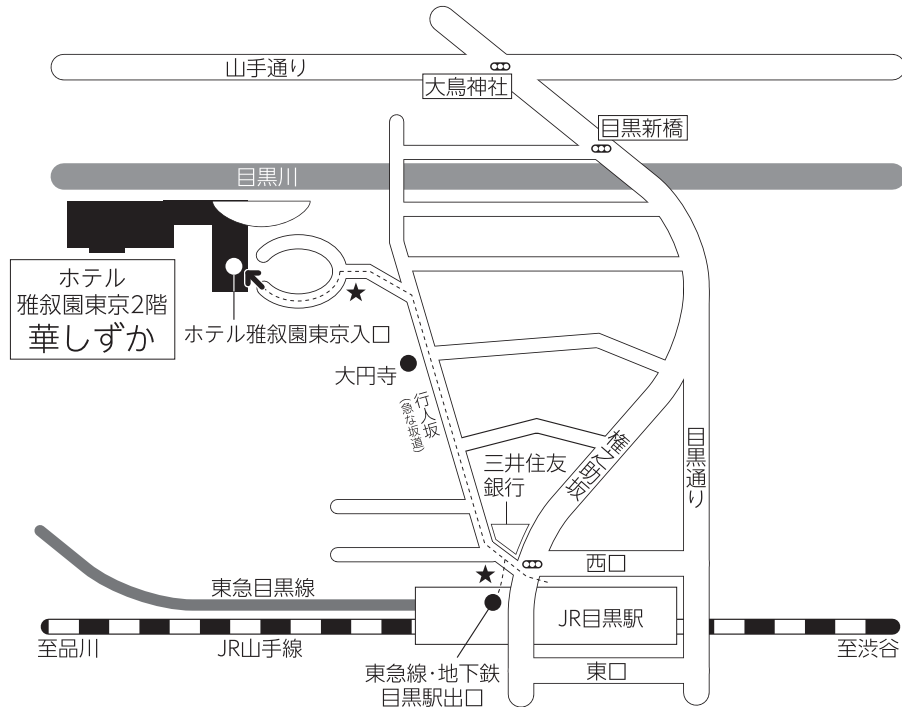 山手通り
大鳥神社
目黒新橋
目黒川
ホテル
雅叙園東京2階
華しずか
ホテル雅叙園東京入口
大円寺
行人坂
(急な坂道)
三井住友
銀行
権之助坂
目黒通り
西口
東急目黒線
JR目黒駅
至品川
JR山手線
至渋谷
東急線・地下鉄
目黒駅出口
東口